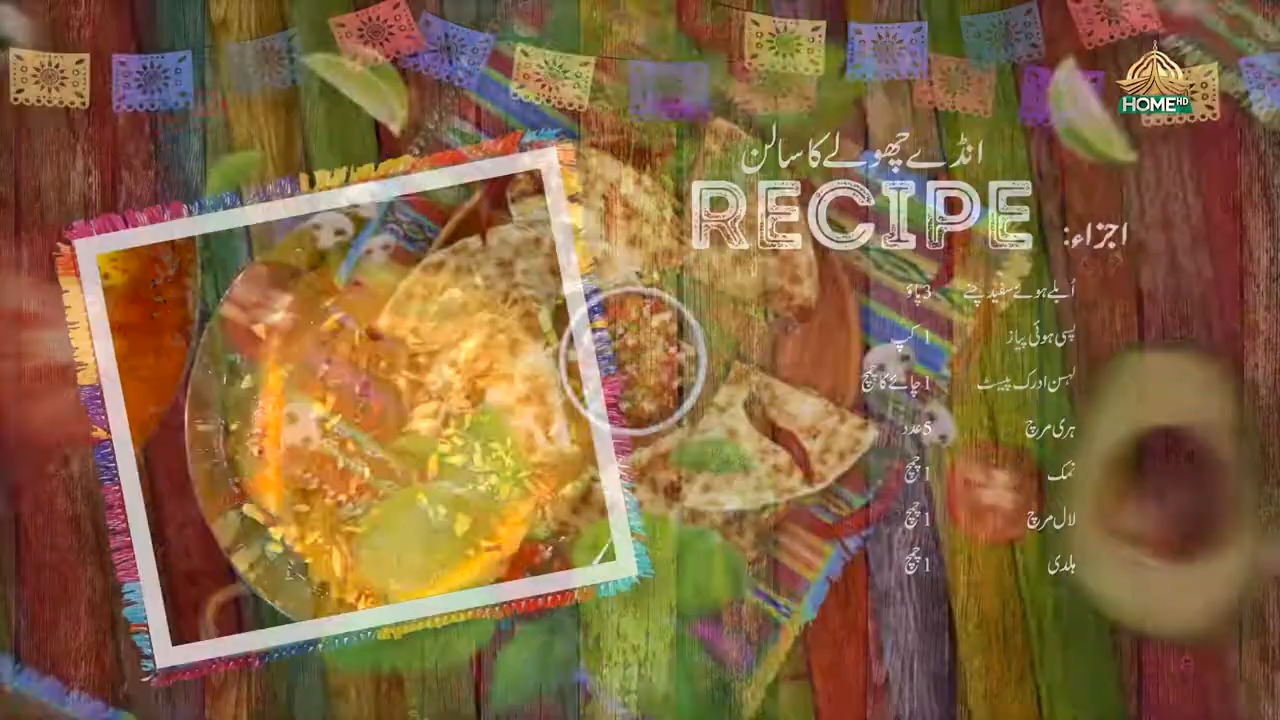 HOME HD
انڈے چھولے کا سالن
RECIPE
اجزاء:
اُبلے ہوئے سفید چنے 3 پاؤ
پسی ہوئی پیاز 1 کپ
لہسن ادرک پیسٹ 1 چائے کا چمچ
ہری مرچ 5 عدد
نمک 1 چمچ
لال مرچ 1 چمچ
ہلدی 1 چمچ